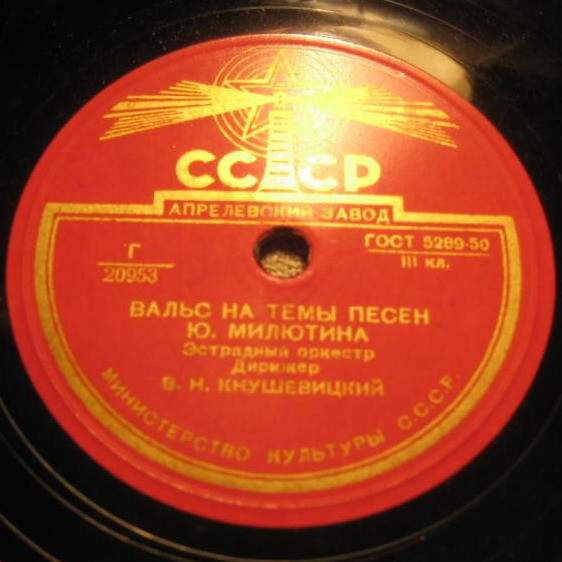 СССР
АПРЕЛЕВСКИЙ ЗАВОД
Г
20953
ГОСТ 5289-50
III кл.
ВАЛЬС НА ТЕМЫ ПЕСЕН
Ю. МИЛЮТИНА
Эстрадный оркестр
Дирижер
В. Н. КНУШЕВИЦКИЙ
МИНИСТЕРСТВО КУЛЬТУРЫ С.С.С.Р.